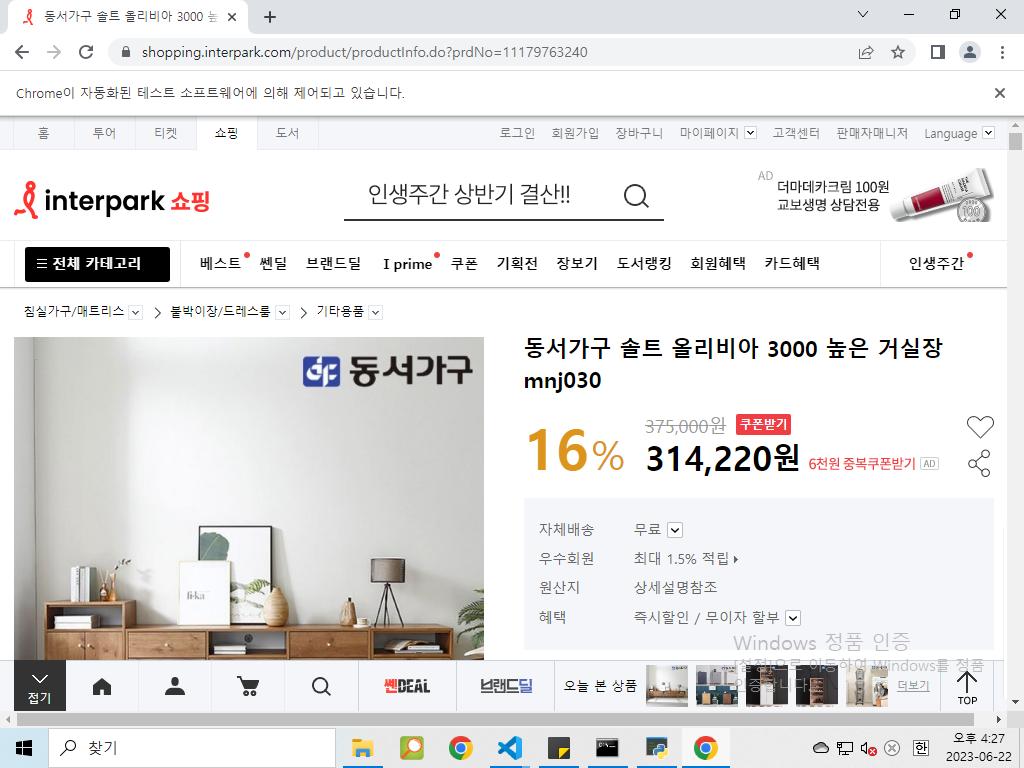 동서가구 솔트 올리비아 3000 높
shopping.interpark.com/product/productInfo.do?prdNo=11179763240
Chrome이 자동화된 테스트 소프트웨어에 의해 제어되고 있습니다.
홈 투어 티켓 쇼핑 도서 로그인 회원가입 장바구니 마이페이지 고객센터 판매자매니저 Language
interpark 쇼핑
인생주간 상반기 결산!!
AD 더마데카크림 100원
교보생명 상담전용
전체 카테고리 베스트 쎈딜 브랜드딜 I prime 쿠폰 기획전 장보기 도서랭킹 회원혜택 카드혜택 인생주간
침실가구/매트리스 붙박이장/드레스룸 기타용품
동서가구
동서가구 솔트 올리비아 3000 높은 거실장
mnj030
16% 375,000원 쿠폰받기
314,220원 6천원 중복쿠폰받기 AD
자체배송 무료
우수회원 최대 1.5% 적립
원산지 상세설명참조
혜택 즉시할인 / 무이자 할부
fi·ka
Windows 정품 인증
[설정]으로 이동하여 Windows를 정품
인증합니다.
접기 쎈DEAL 브랜드딜 오늘 본 상품 더보기 TOP
찾기
한
오후 4:27
2023-06-22